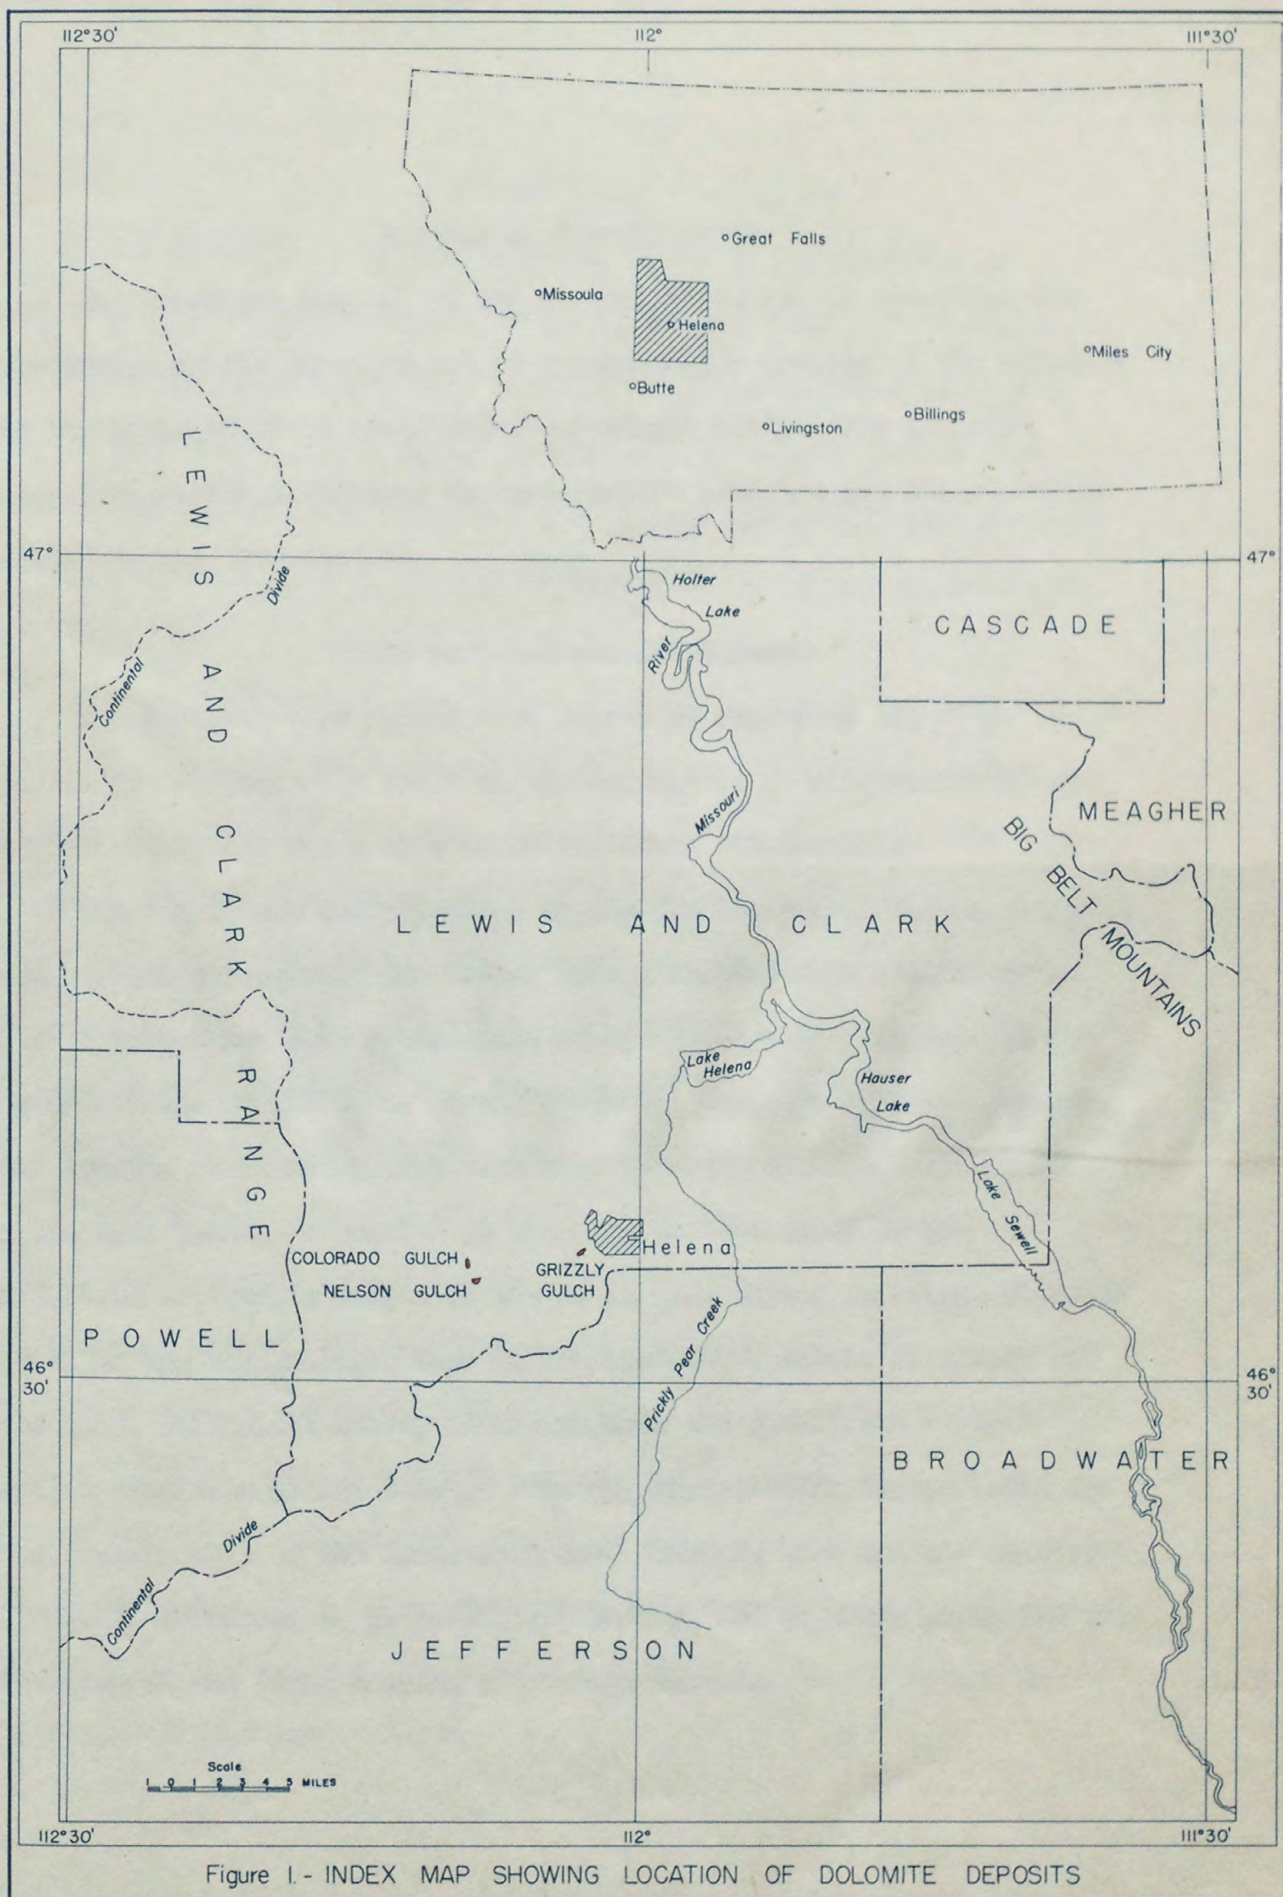 112°30'
112°
111°30'
Great Falls
Missoula
Helena
Miles City
Butte
Billings
Livingston
47°
47°
Holter
Lake
River
CASCADE
Divide
Continental
LEWIS AND CLARK RANGE
Missouri
MEAGHER
BIG BELT MOUNTAINS
LEWIS AND CLARK
Lake
Helena
Hauser
Lake
Lake Sewell
Helena
COLORADO GULCH
GRIZZLY
GULCH
NELSON GULCH
POWELL
Prickly Pear Creek
46°
30'
46°
30'
BROADWATER
Divide
Continental
JEFFERSON
Scale
1 0 1 2 3 4 5 MILES
112°30'
112°
111°30'
Figure 1.- INDEX MAP SHOWING LOCATION OF DOLOMITE DEPOSITS